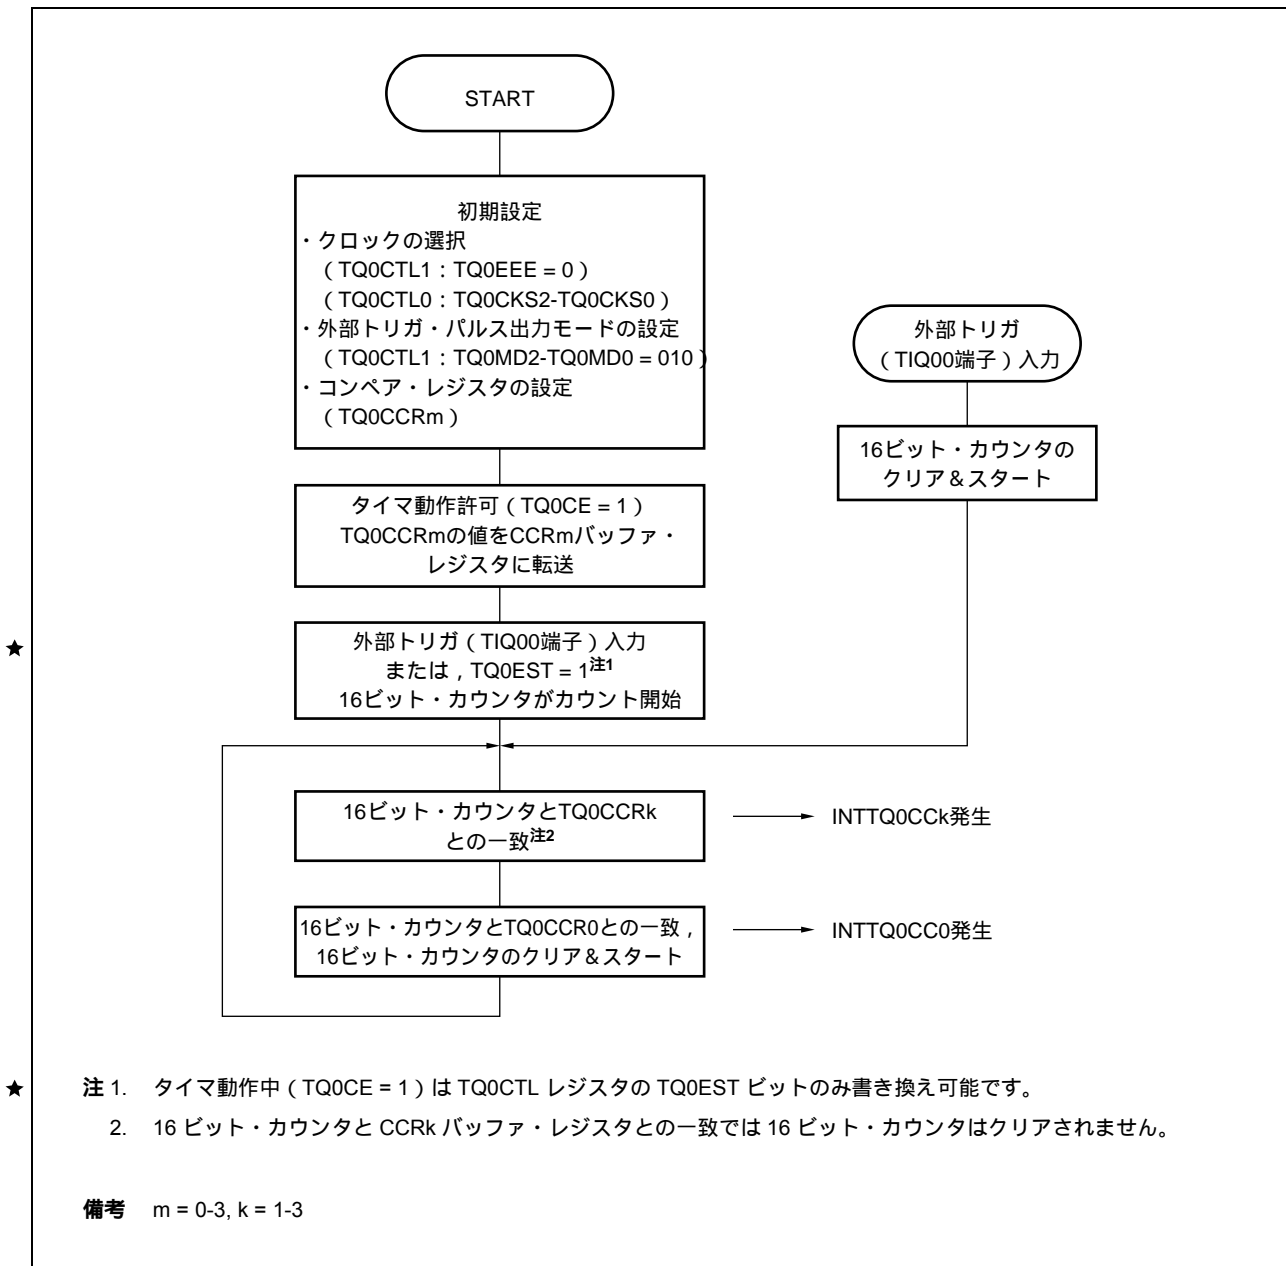 START
初期設定
・クロックの選択
（TQ0CTL1：TQ0EEE = 0）
（TQ0CTL0：TQ0CKS2-TQ0CKS0）
・外部トリガ・パルス出力モードの設定
（TQ0CTL1：TQ0MD2-TQ0MD0 = 010）
・コンペア・レジスタの設定
（TQ0CCRm）
外部トリガ
（TIQ00端子）入力
16ビット・カウンタの
クリア＆スタート
タイマ動作許可（TQ0CE = 1）
TQ0CCRmの値をCCRmバッファ・
レジスタに転送
★
外部トリガ（TIQ00端子）入力
または，TQ0EST = 1注1
16ビット・カウンタがカウント開始
16ビット・カウンタとTQ0CCRk
との一致注2
INTTQ0CCk発生
16ビット・カウンタとTQ0CCR0との一致，
16ビット・カウンタのクリア＆スタート
INTTQ0CC0発生
★ 注 1. タイマ動作中（TQ0CE = 1）は TQ0CTL レジスタの TQ0EST ビットのみ書き換え可能です。
2. 16 ビット・カウンタと CCRk バッファ・レジスタとの一致では 16 ビット・カウンタはクリアされません。
備考 m = 0-3, k = 1-3